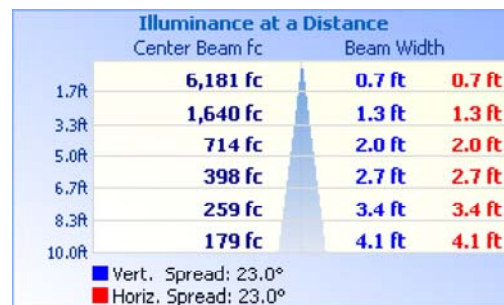 Illuminance at a Distance
Center Beam fc Beam Width
1.7ft 6,181 fc 0.7 ft 0.7 ft
3.3ft 1,640 fc 1.3 ft 1.3 ft
5.0ft 714 fc 2.0 ft 2.0 ft
6.7ft 398 fc 2.7 ft 2.7 ft
8.3ft 259 fc 3.4 ft 3.4 ft
10.0ft 179 fc 4.1 ft 4.1 ft
Vert. Spread: 23.0°
Horiz. Spread: 23.0°